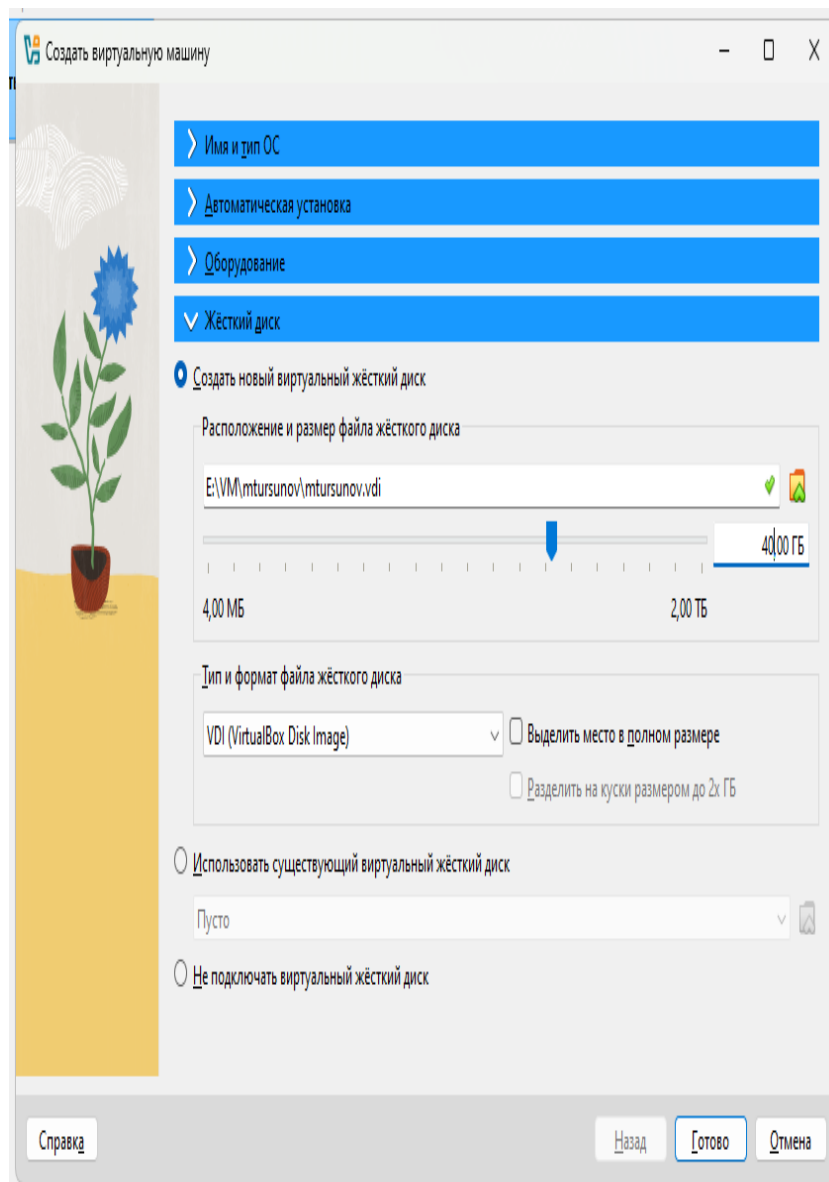 Создать виртуальную машину
Имя и тип ОС
Автоматическая установка
Оборудование
Жёсткий диск
Создать новый виртуальный жёсткий диск
Расположение и размер файла жёсткого диска
E:\VM\mtursunov\mtursunov.vdi
40,00 ГБ
4,00 МБ 2,00 ТБ
Тип и формат файла жёсткого диска
VDI (VirtualBox Disk Image) Выделить место в полном размере
Разделить на куски размером до 2х ГБ
Использовать существующий виртуальный жёсткий диск
Пусто
Не подключать виртуальный жёсткий диск
Справка Назад Готово Отмена